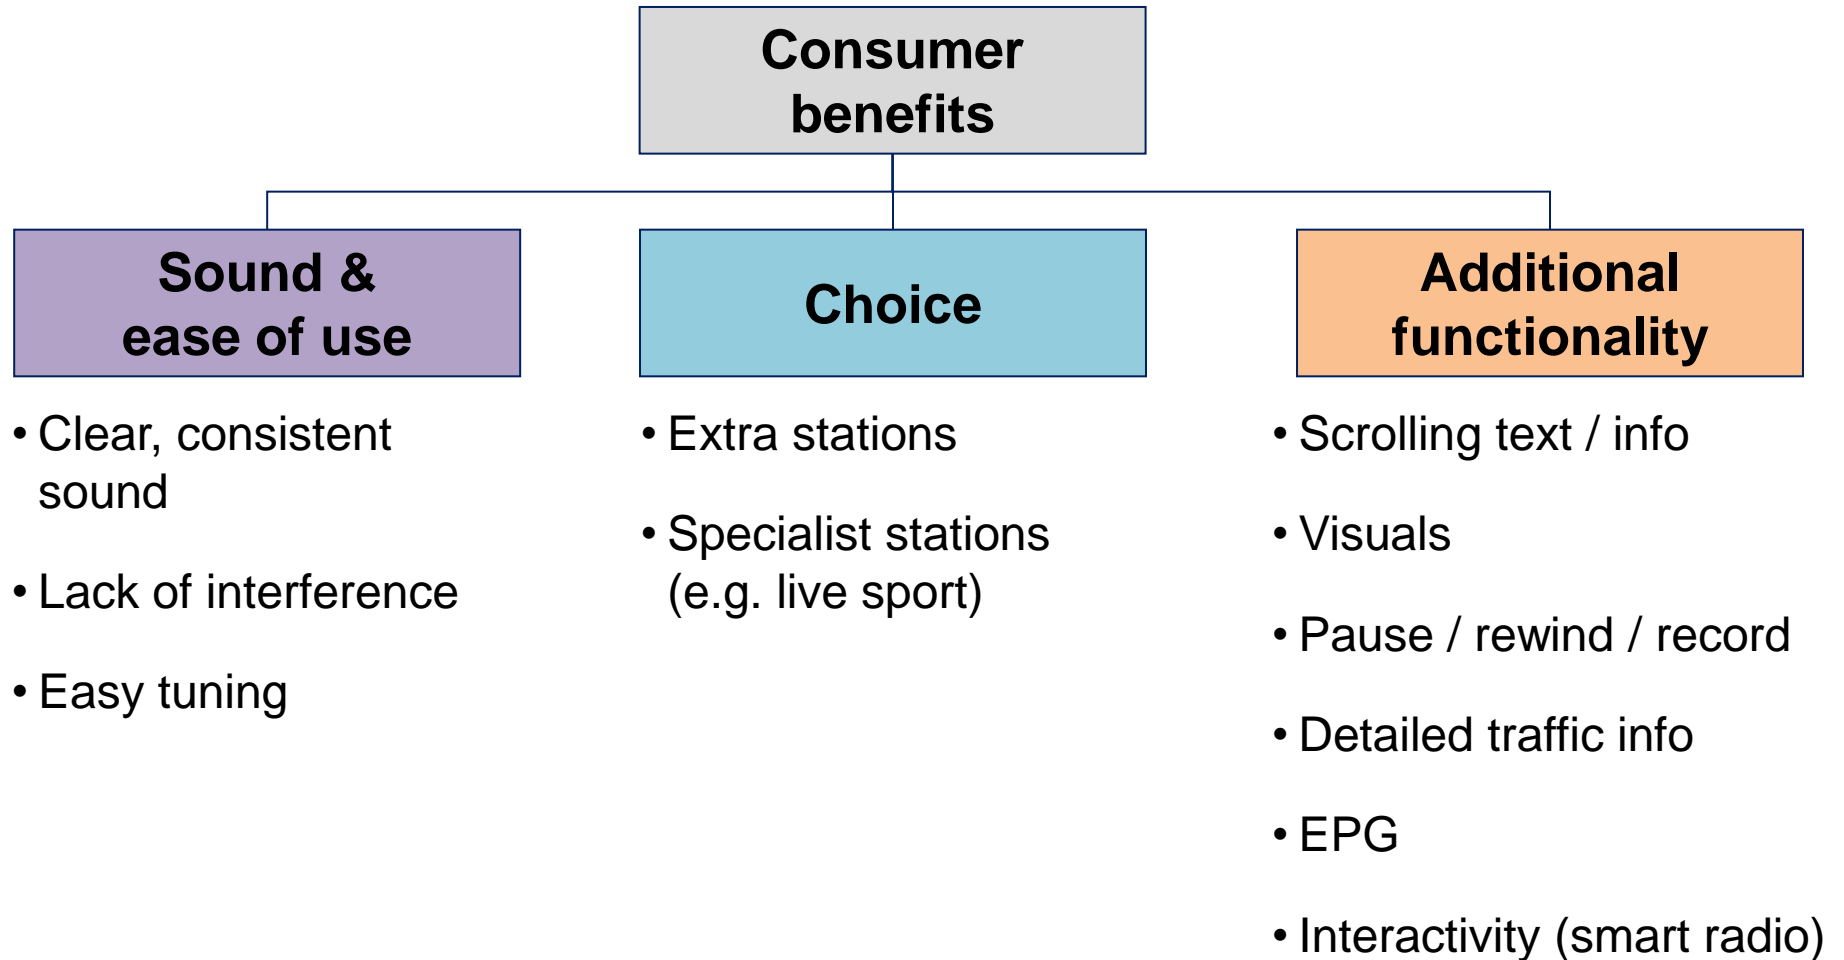 Consumer
benefits
Sound &
ease of use
Choice
Additional
functionality
• Clear, consistent
sound
• Lack of interference
• Easy tuning
• Extra stations
• Specialist stations
(e.g. live sport)
• Scrolling text / info
• Visuals
• Pause / rewind / record
• Detailed traffic info
• EPG
• Interactivity (smart radio)